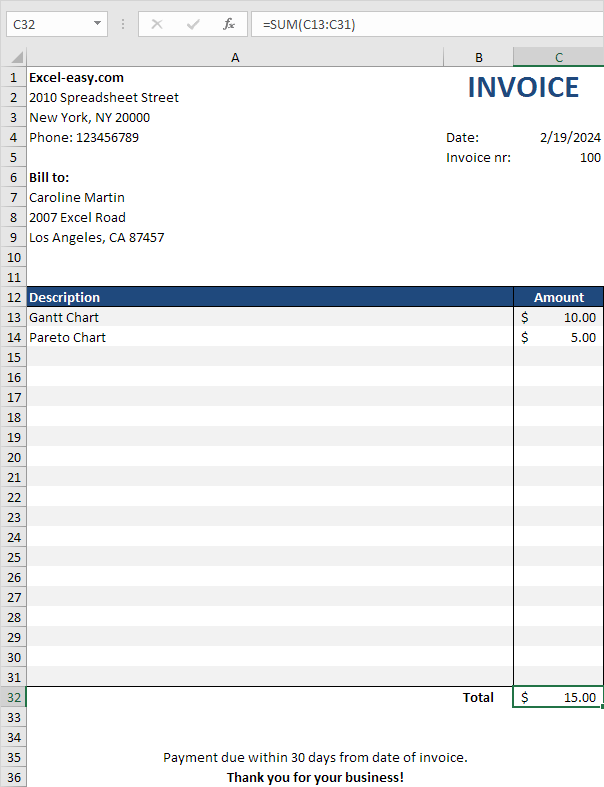 C32 fx =SUM(C13:C31)
A B C
1 Excel-easy.com INVOICE
2 2010 Spreadsheet Street
3 New York, NY 20000
4 Phone: 123456789 Date: 2/19/2024
5 Invoice nr: 100
6 Bill to:
7 Caroline Martin
8 2007 Excel Road
9 Los Angeles, CA 87457
10
11
12 Description Amount
13 Gantt Chart $ 10.00
14 Pareto Chart $ 5.00
15
16
17
18
19
20
21
22
23
24
25
26
27
28
29
30
31
32 Total $ 15.00
33
34
35 Payment due within 30 days from date of invoice.
36 Thank you for your business!